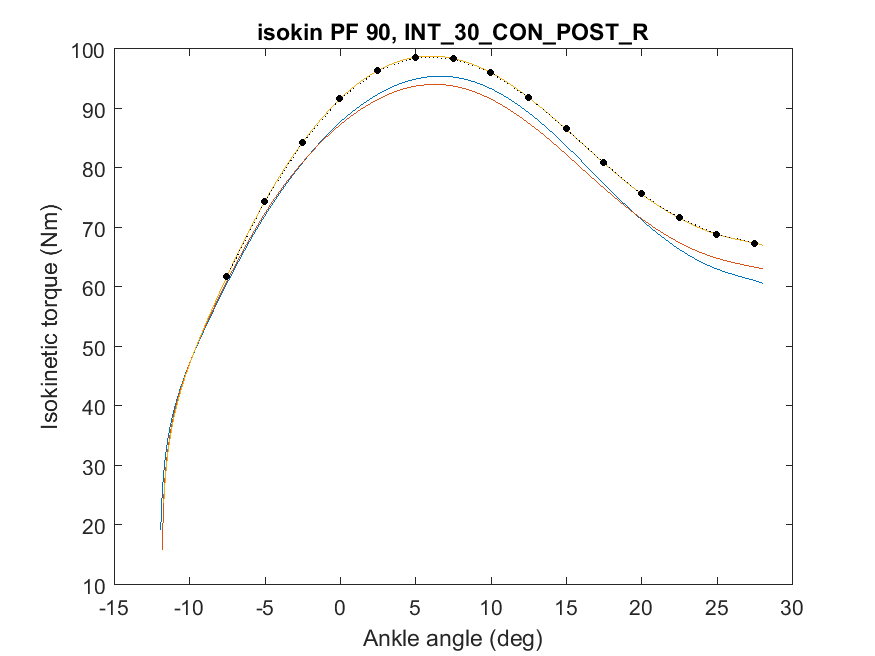 isokin PF 90, INT_30_CON_POST_R
Isokinetic torque (Nm)
100
90
80
70
60
50
40
30
20
10
-15 -10 -5 0 5 10 15 20 25 30
Ankle angle (deg)